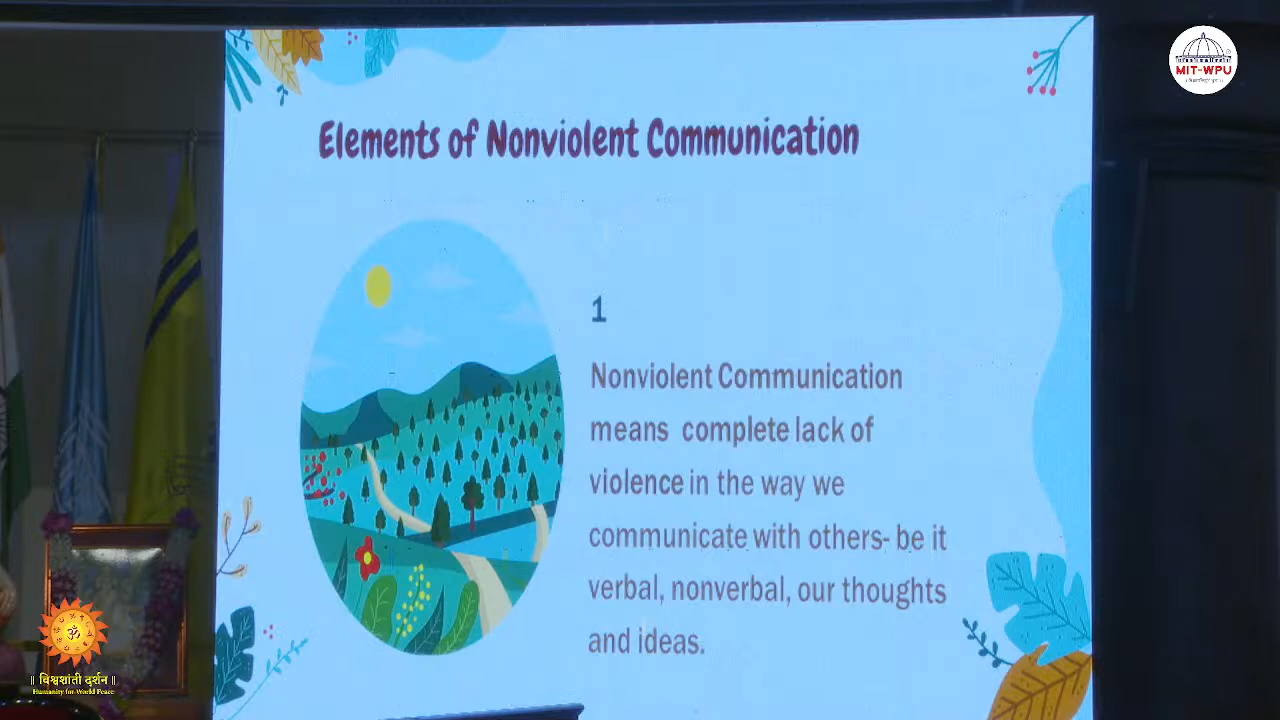 MIT-WPU
Elements of Nonviolent Communication
1
Nonviolent Communication
means complete lack of
violence in the way we
communicate with others- be it
verbal, nonverbal, our thoughts
and ideas.
॥ विश्वशांती दर्शन ॥
Humanity for World Peace